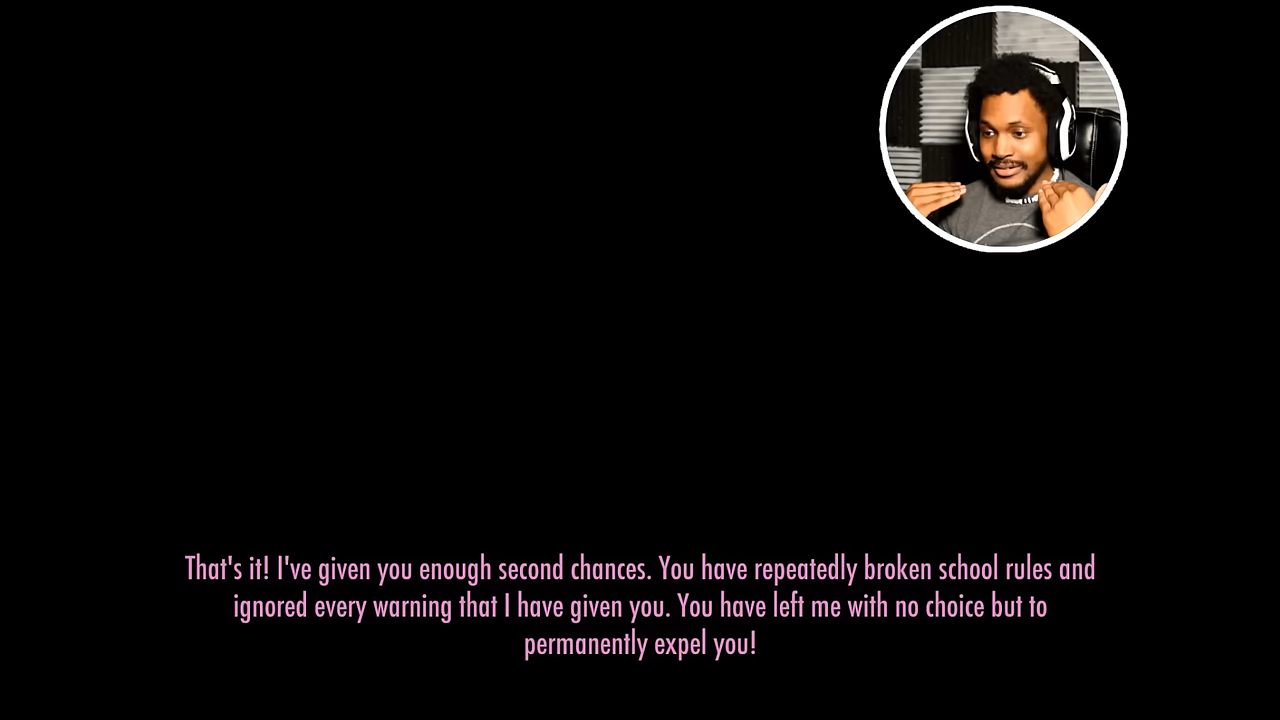 That's it! I've given you enough second chances. You have repeatedly broken school rules and
ignored every warning that I have given you. You have left me with no choice but to
permanently expel you!